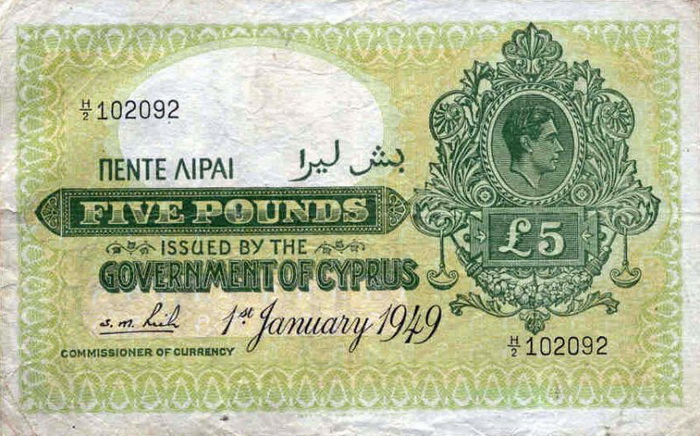 H/2 102092
ΠΕΝΤΕ ΛΙΡΑΙ بش ليرا
FIVE POUNDS
ISSUED BY THE
GOVERNMENT OF CYPRUS
£5
1st January 1949
COMMISSIONER OF CURRENCY
H/2 102092